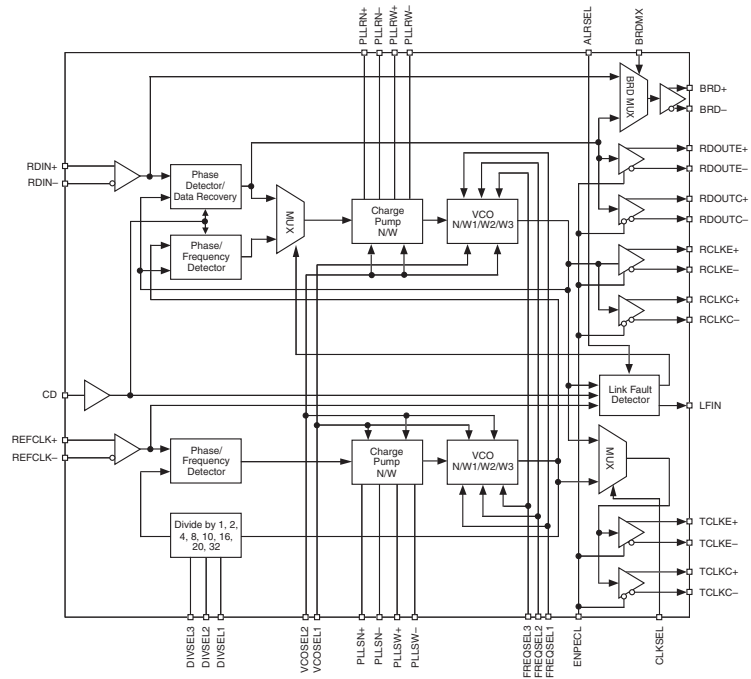 PLLRN+
PLLRN–
PLLRW+
PLLRW–
ALRSEL
BRDMX
BRD MUX
BRD+
BRD–
RDIN+
RDIN–
Phase
Detector/
Data Recovery
Phase/
Frequency
Detector
MUX
Charge
Pump
N/W
VCO
N/W1/W2/W3
RDOUTE+
RDOUTE–
RDOUTC+
RDOUTC–
RCLKE+
RCLKE–
RCLKC+
RCLKC–
CD
Link Fault
Detector
LFIN
REFCLK+
REFCLK–
Phase/
Frequency
Detector
Charge
Pump
N/W
VCO
N/W1/W2/W3
MUX
Divide by 1, 2,
4, 8, 10, 16,
20, 32
TCLKE+
TCLKE–
TCLKC+
TCLKC–
DIVSEL3
DIVSEL2
DIVSEL1
VCOSEL2
VCOSEL1
PLLSN+
PLLSN–
PLLSW+
PLLSW–
FREQSEL3
FREQSEL2
FREQSEL1
ENPECL
CLKSEL